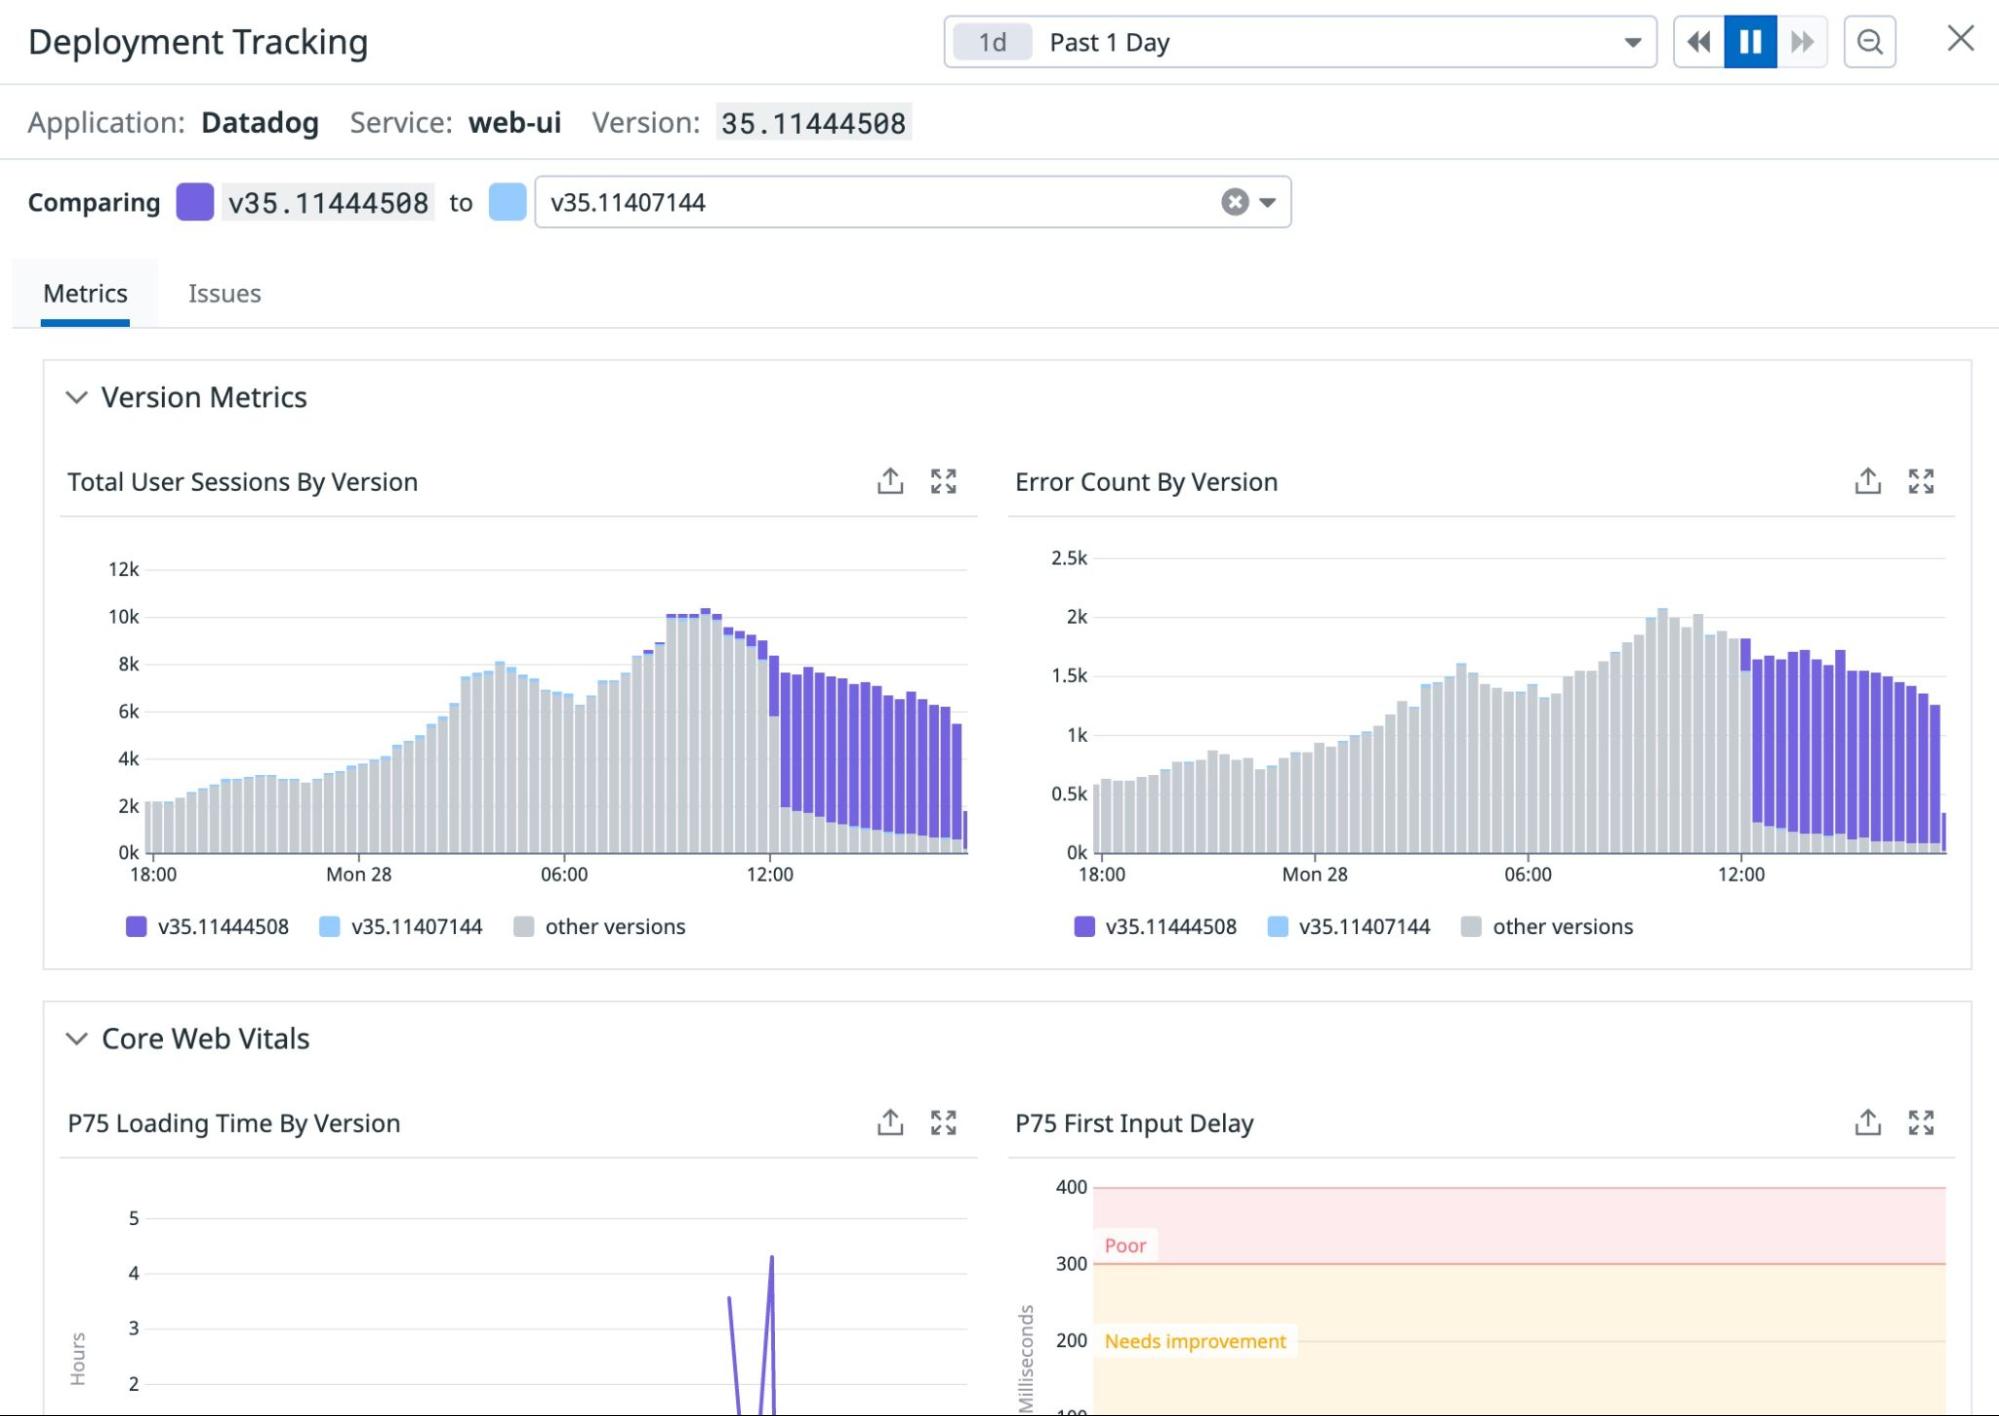 Deployment Tracking
1d Past 1 Day
Application: Datadog Service: web-ui Version: 35.11444508
Comparing v35.11444508 to v35.11407144
Metrics Issues
Version Metrics
Total User Sessions By Version
12k
10k
8k
6k
4k
2k
0k
18:00 Mon 28 06:00 12:00
v35.11444508 v35.11407144 other versions
Error Count By Version
2.5k
2k
1.5k
1k
0.5k
0k
18:00 Mon 28 06:00 12:00
v35.11444508 v35.11407144 other versions
Core Web Vitals
P75 Loading Time By Version
5
4
3
2
Hours
P75 First Input Delay
400
Poor
300
200 Needs improvement
100
Milliseconds